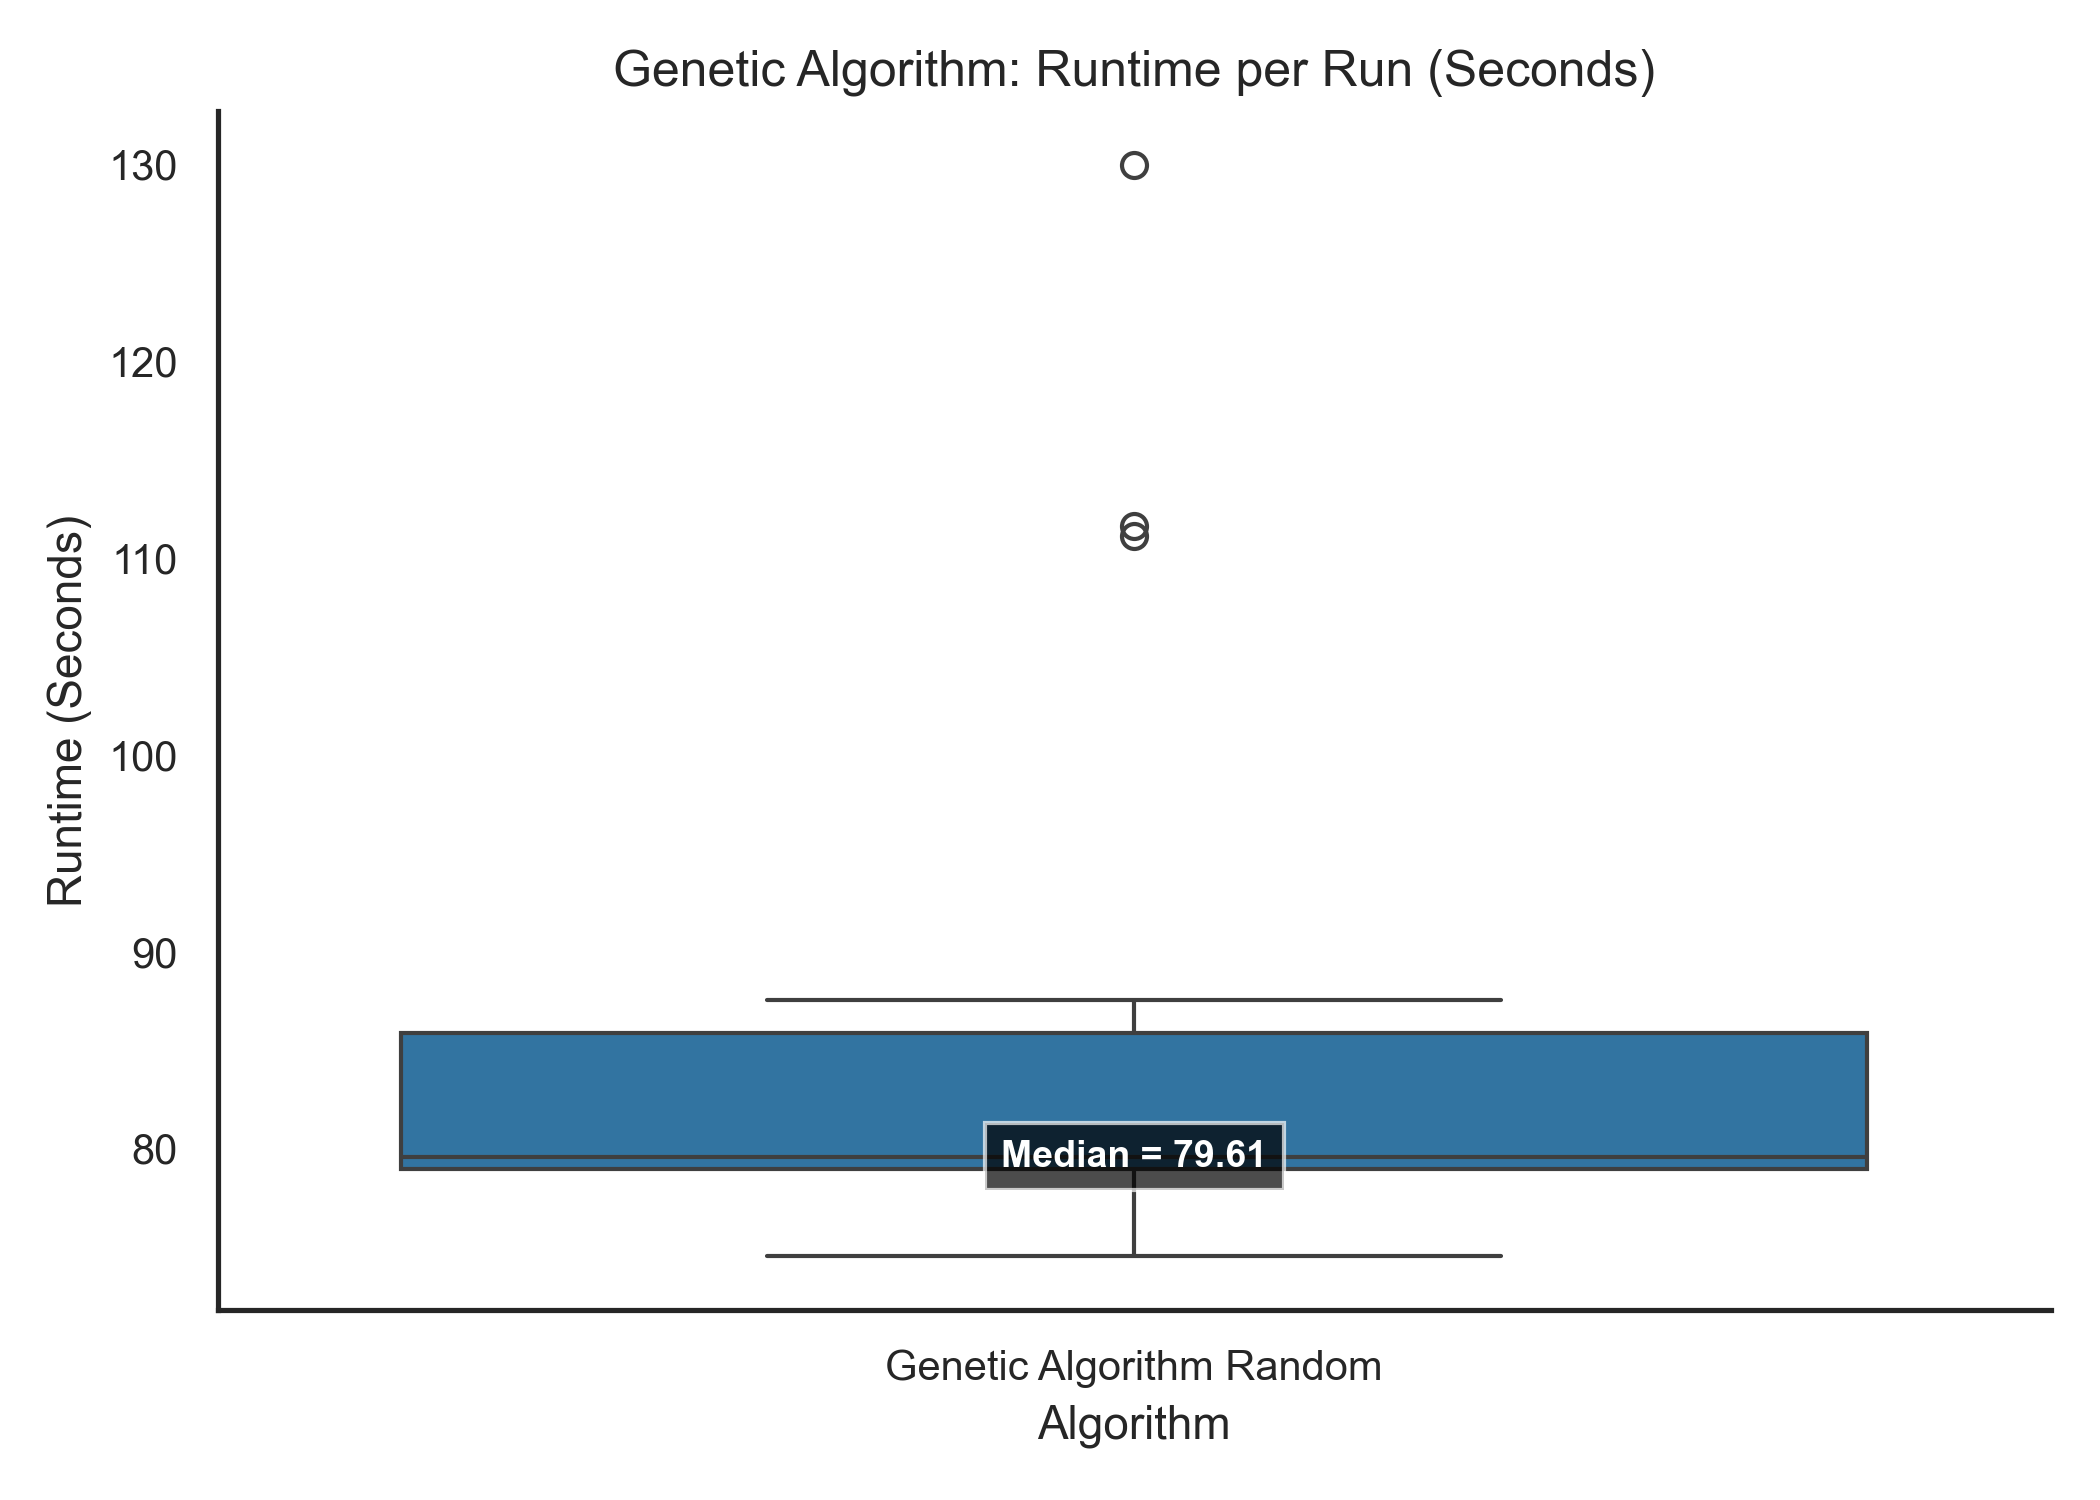 Genetic Algorithm: Runtime per Run (Seconds)
130
120
110
100
90
80
Runtime (Seconds)
Median = 79.61
Genetic Algorithm Random
Algorithm